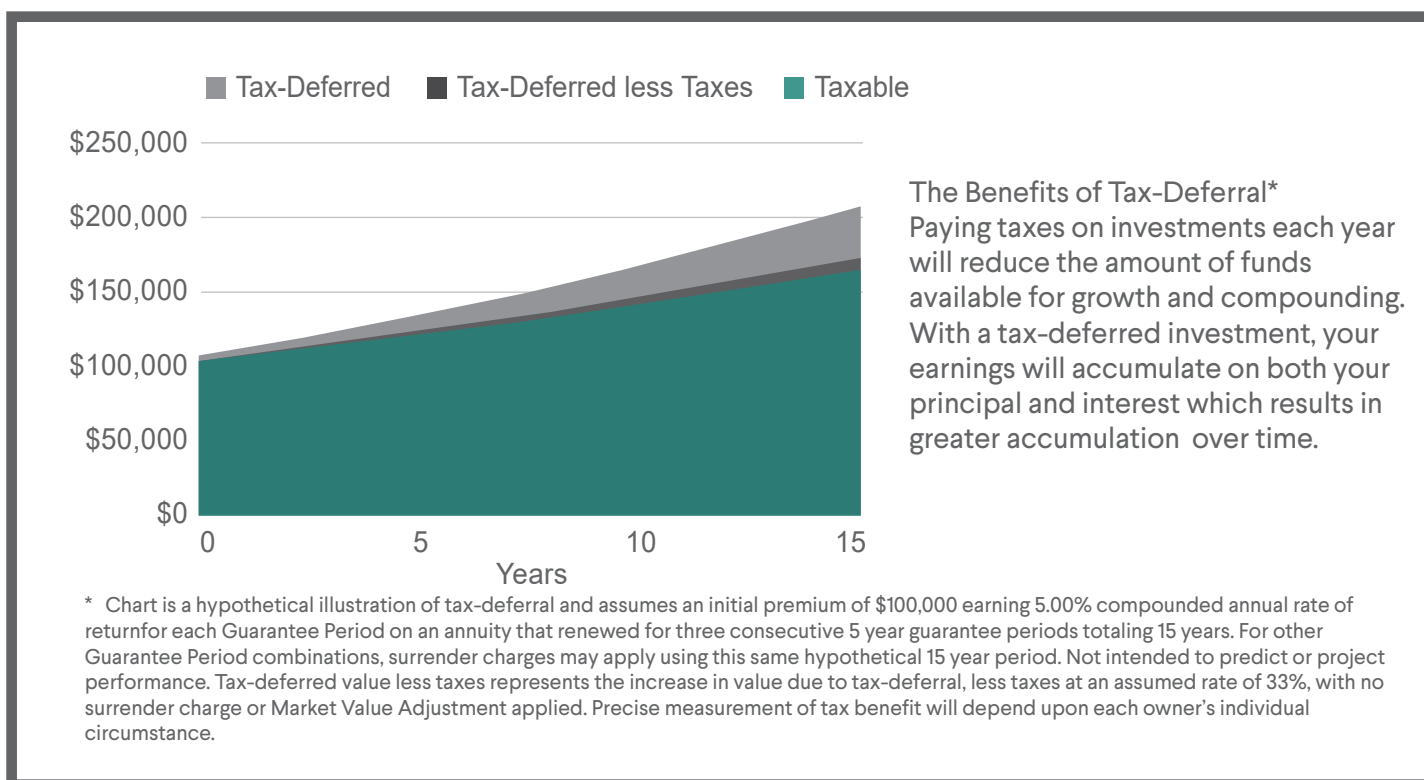 Tax-Deferred
Tax-Deferred less Taxes
Taxable
$250,000
$200,000
$150,000
$100,000
$50,000
$0
0
5
10
15
Years
The Benefits of Tax-Deferral*
Paying taxes on investments each year
will reduce the amount of funds
available for growth and compounding.
With a tax-deferred investment, your
earnings will accumulate on both your
principal and interest which results in
greater accumulation  over time.
* Chart is a hypothetical illustration of tax-deferral and assumes an initial premium of $100,000 earning 5.00% compounded annual rate of
returnfor each Guarantee Period on an annuity that renewed for three consecutive 5 year guarantee periods totaling 15 years. For other
Guarantee Period combinations, surrender charges may apply using this same hypothetical 15 year period. Not intended to predict or project
performance. Tax-deferred value less taxes represents the increase in value due to tax-deferral, less taxes at an assumed rate of 33%, with no
surrender charge or Market Value Adjustment applied. Precise measurement of tax benefit will depend upon each owner’s individual
circumstance.